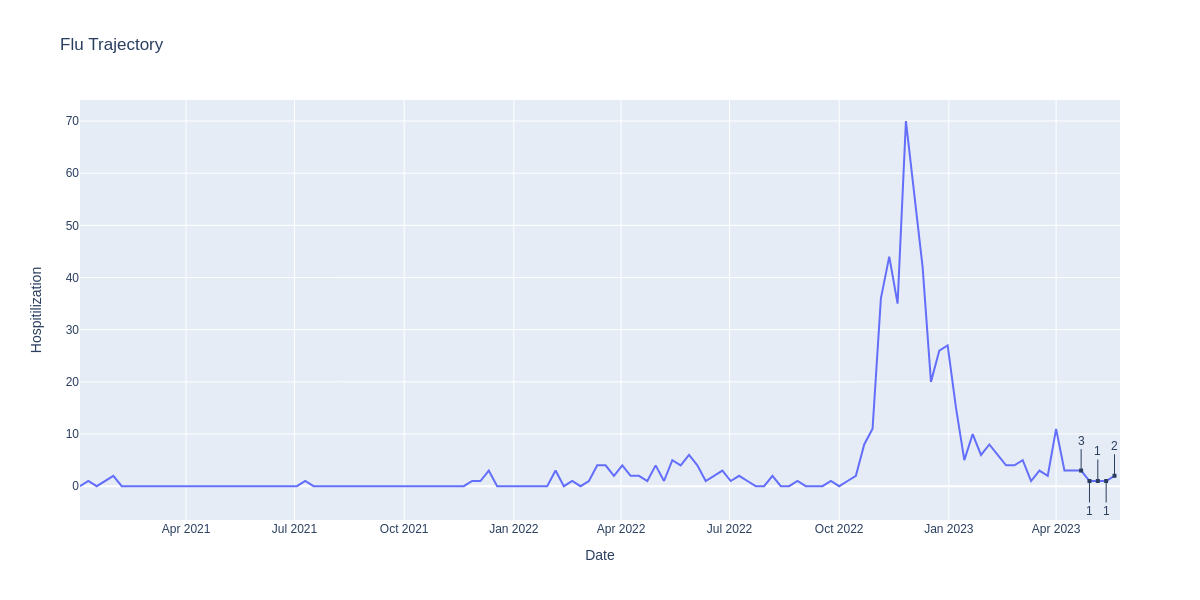 Flu Trajectory
Hospitilization
70
60
50
40
30
20
10
0
3
1
2
1
1
Apr 2021
Jul 2021
Oct 2021
Jan 2022
Apr 2022
Jul 2022
Oct 2022
Jan 2023
Apr 2023
Date